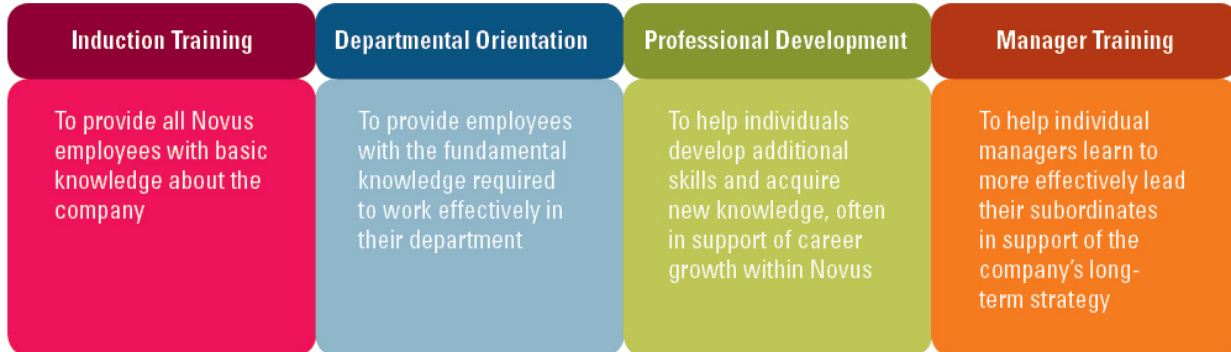 Induction Training
To provide all Novus
employees with basic
knowledge about the
company
Departmental Orientation
To provide employees
with the fundamental
knowledge required
to work effectively in
their department
Professional Development
To help individuals
develop additional
skills and acquire
new knowledge, often
in support of career
growth within Novus
Manager Training
To help individual
managers learn to
more effectively lead
their subordinates
in support of the
company's long-
term strategy